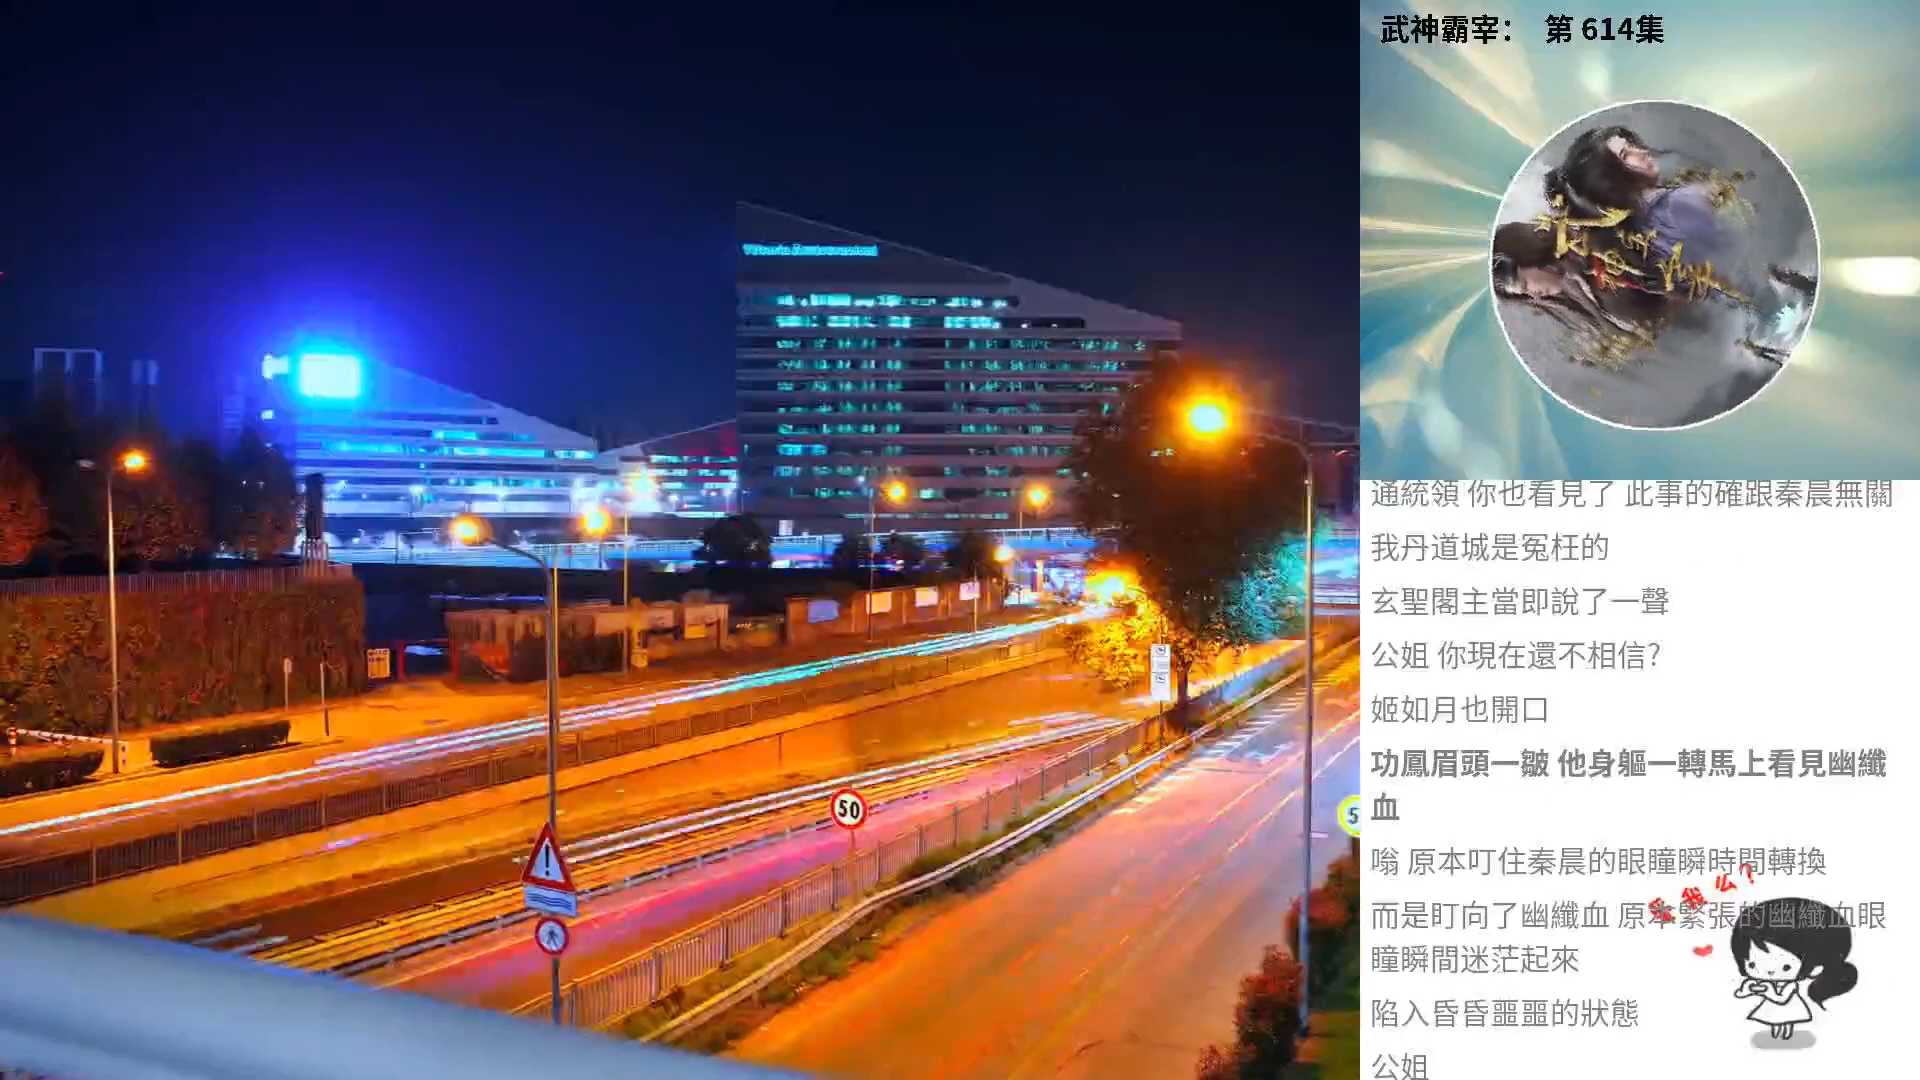 武神霸宰： 第 614集
通統領 你也看見了 此事的確跟秦晨無關
我丹道城是冤枉的
玄聖閣主當即說了一聲
公姐 你現在還不相信?
姬如月也開口
功鳳眉頭一皺 他身軀一轉馬上看見幽纖
血
嗡 原本叮住秦晨的眼瞳瞬時間轉換
而是盯向了幽纖血 原本緊張的幽纖血眼
瞳瞬間迷茫起來
陷入昏昏噩噩的狀態
公姐
50
么?